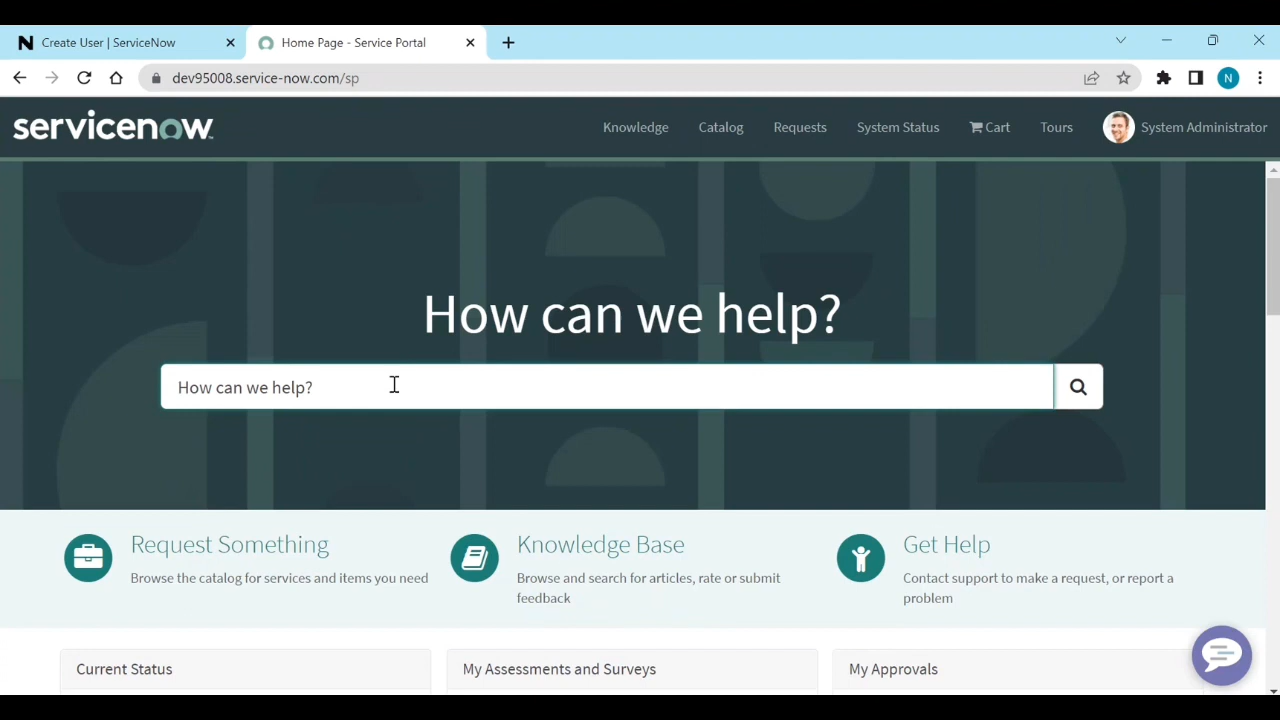 Create User | ServiceNow
Home Page - Service Portal
dev95008.service-now.com/sp
N
servicenow
Knowledge
Catalog
Requests
System Status
Cart
Tours
System Administrator
How can we help?
How can we help?
Request Something
Browse the catalog for services and items you need
Knowledge Base
Browse and search for articles, rate or submit
feedback
Get Help
Contact support to make a request, or report a
problem
Current Status
My Assessments and Surveys
My Approvals